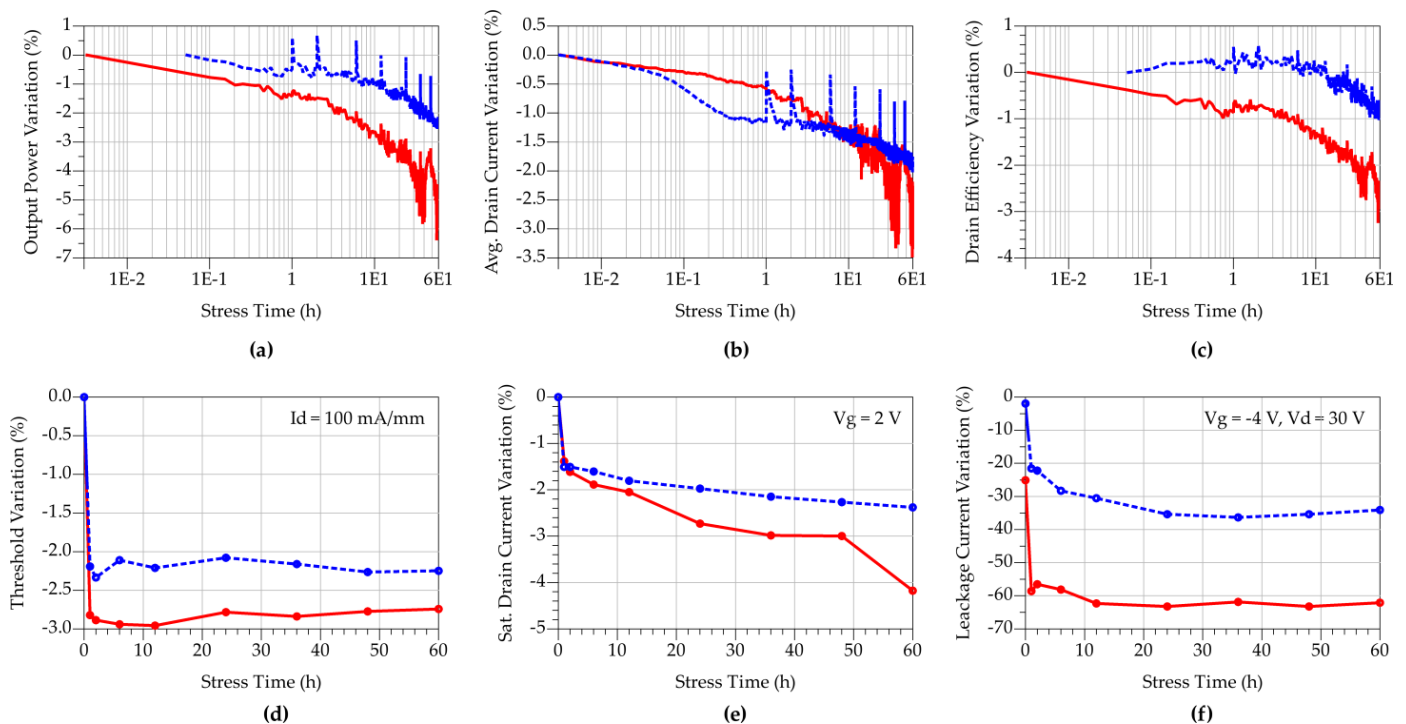 Output Power Variation (%)
1
0
-1
-2
-3
-4
-5
-6
-7
1E-2
1E-1
1
1E1
6E1
Stress Time (h)
(a)
Avg. Drain Current Variation (%)
0.5
0
-0.5
-1.0
-1.5
-2.0
-2.5
-3.0
-3.5
1E-2
1E-1
1
1E1
6E1
Stress Time (h)
(b)
Drain Efficiency Variation (%)
1
0
-1
-2
-3
-4
1E-2
1E-1
1
1E1
6E1
Stress Time (h)
(c)
Threshold Variation (%)
0.0
-0.5
-1.0
-1.5
-2.0
-2.5
-3.0
Id = 100 mA/mm
0
10
20
30
40
50
60
Stress Time (h)
(d)
Sat. Drain Current Variation (%)
0
-1
-2
-3
-4
-5
Vg = 2 V
0
10
20
30
40
50
60
Stress Time (h)
(e)
Leackage Current Variation (%)
0
-10
-20
-30
-40
-50
-60
-70
Vg = -4 V, Vd = 30 V
0
10
20
30
40
50
60
Stress Time (h)
(f)